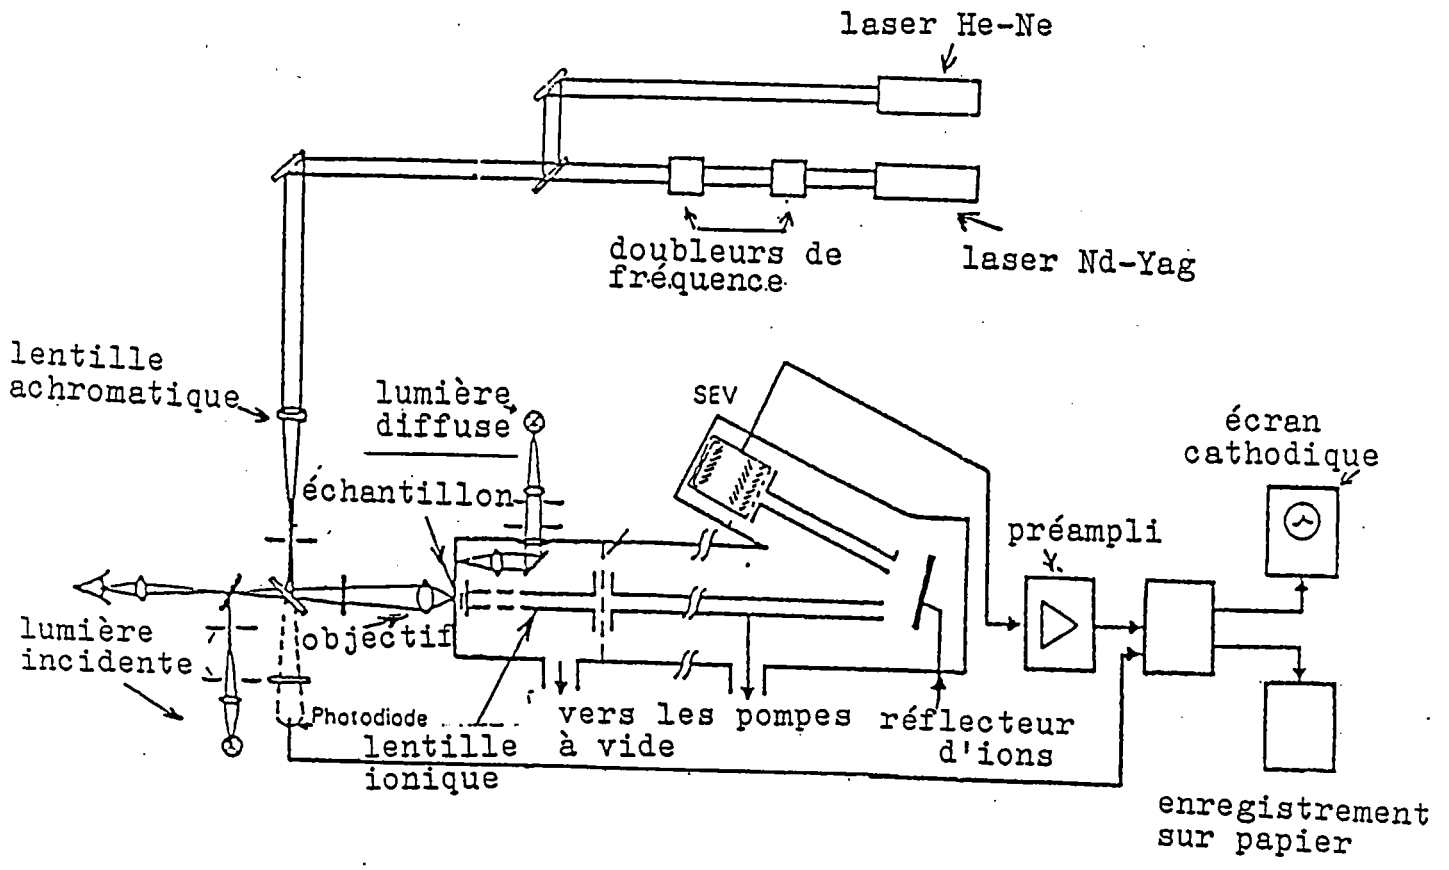 laser He-Ne
doubleurs de
fréquence
laser Nd-Yag
lentille
achromatique
lumière
diffuse
SEV
écran
cathodique
échantillon
préampli
lumière
incidente
objectif
Photodiode
lentille
ionique
vers les pompes
à vide
réflecteur
d'ions
enregistrement
sur papier